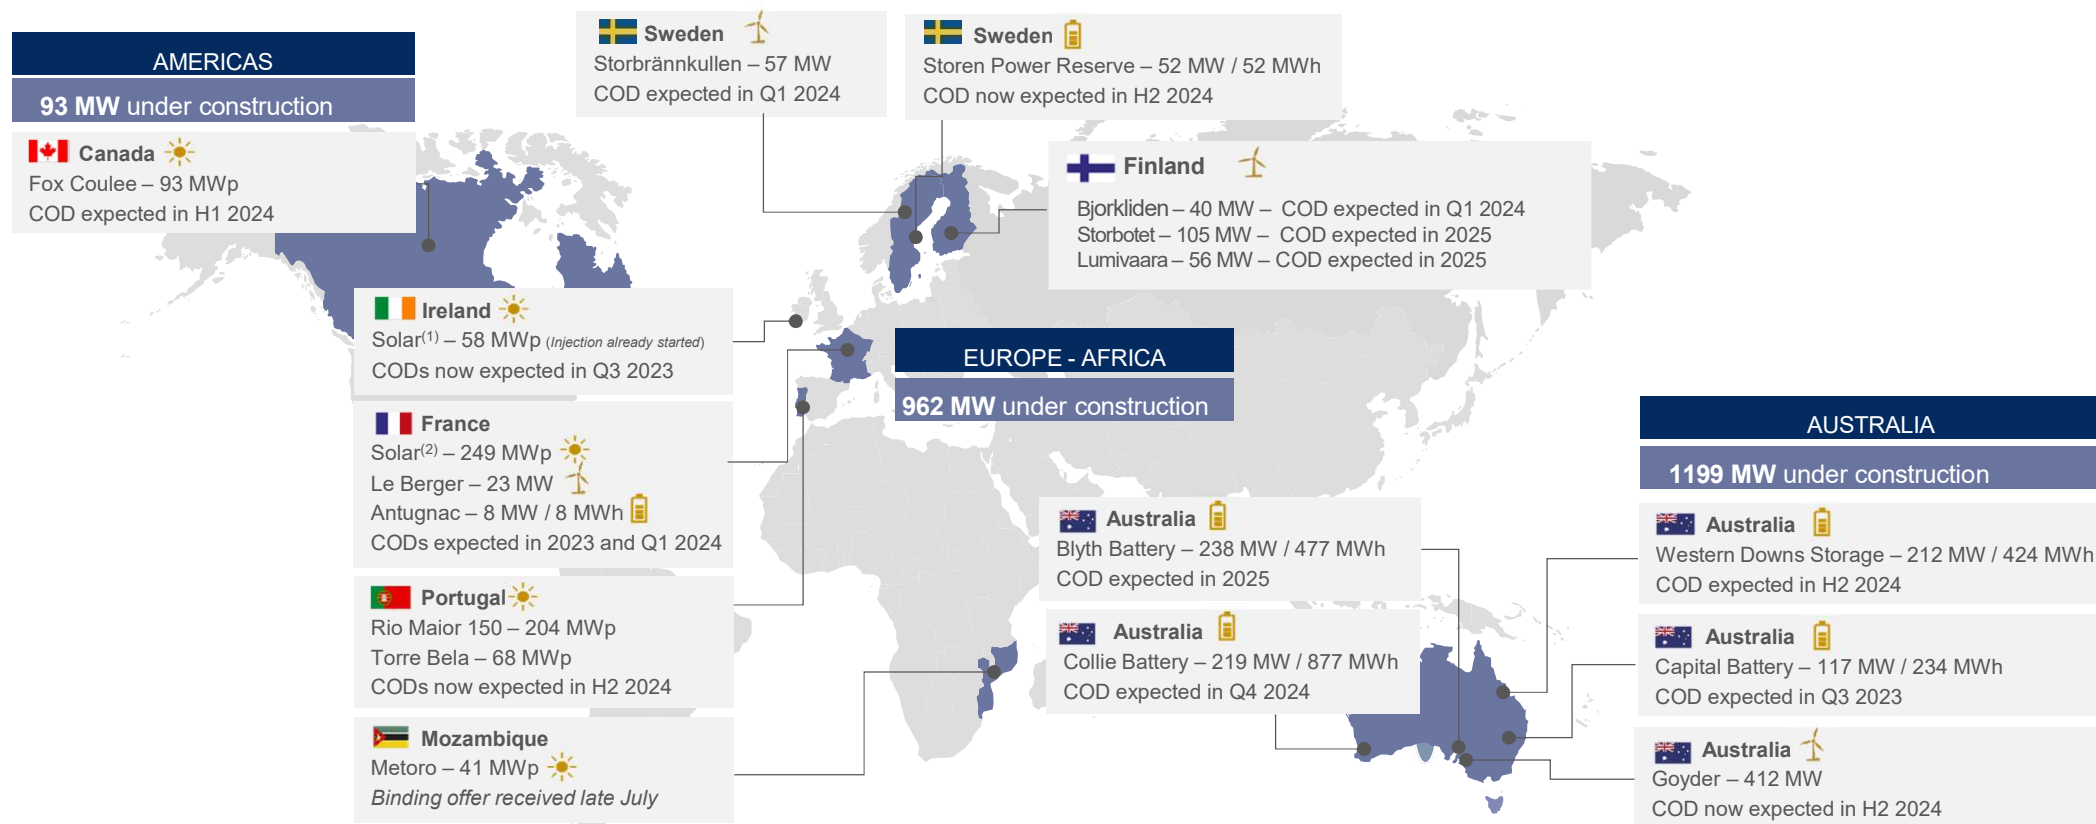 AMERICAS
93 MW under construction
Canada
Fox Coulee – 93 MWp
COD expected in H1 2024
Sweden
Storbrännkullen – 57 MW
COD expected in Q1 2024
Sweden
Storen Power Reserve – 52 MW / 52 MWh
COD now expected in H2 2024
Finland
Bjorkliden – 40 MW – COD expected in Q1 2024
Storbotet – 105 MW – COD expected in 2025
Lumivaara – 56 MW – COD expected in 2025
Ireland
Solar(1) – 58 MWp (Injection already started)
CODs now expected in Q3 2023
EUROPE - AFRICA
962 MW under construction
France
Solar(2) – 249 MWp
Le Berger – 23 MW
Antugnac – 8 MW / 8 MWh
CODs expected in 2023 and Q1 2024
Portugal
Rio Maior 150 – 204 MWp
Torre Bela – 68 MWp
CODs now expected in H2 2024
Mozambique
Metoro – 41 MWp
Binding offer received late July
AUSTRALIA
1199 MW under construction
Australia
Blyth Battery – 238 MW / 477 MWh
COD expected in 2025
Australia
Collie Battery – 219 MW / 877 MWh
COD expected in Q4 2024
Australia
Western Downs Storage – 212 MW / 424 MWh
COD expected in H2 2024
Australia
Capital Battery – 117 MW / 234 MWh
COD expected in Q3 2023
Australia
Goyder – 412 MW
COD now expected in H2 2024